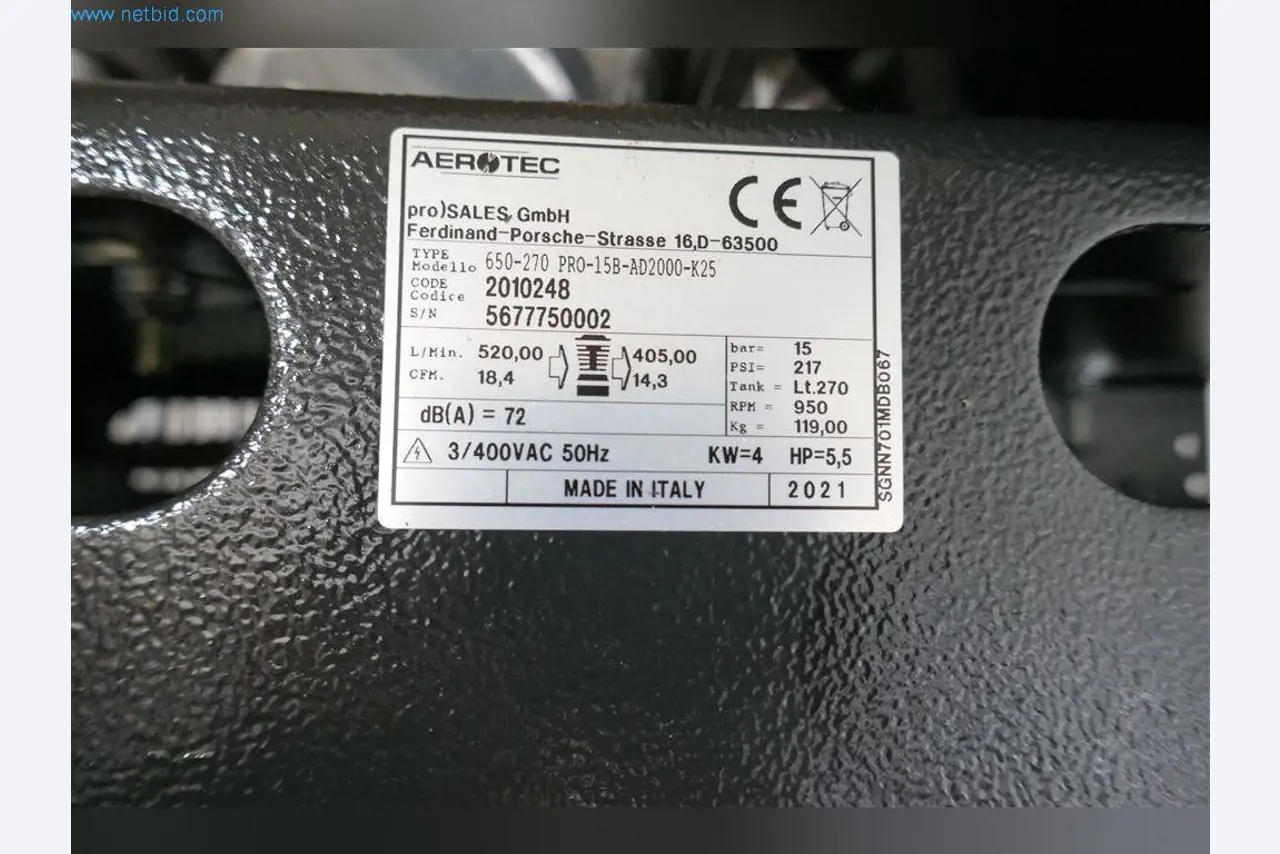 www.netbid.com
AEROTEC
pro)SALES GmbH
Ferdinand-Porsche-Strasse 16,D-63500
TYPE
Modello 650-270 PRO-15B-AD2000-K25
CODE
Codice 2010248
S/N 5677750002
L/Min. 520,00 405,00
CFM. 18,4 14,3
dB(A) = 72
bar= 15
PSI= 217
Tank = Lt.270
RPM = 950
Kg = 119,00
3/400VAC 50Hz KW=4 HP=5,5
MADE IN ITALY 2021
SGNN701MDB067
CE